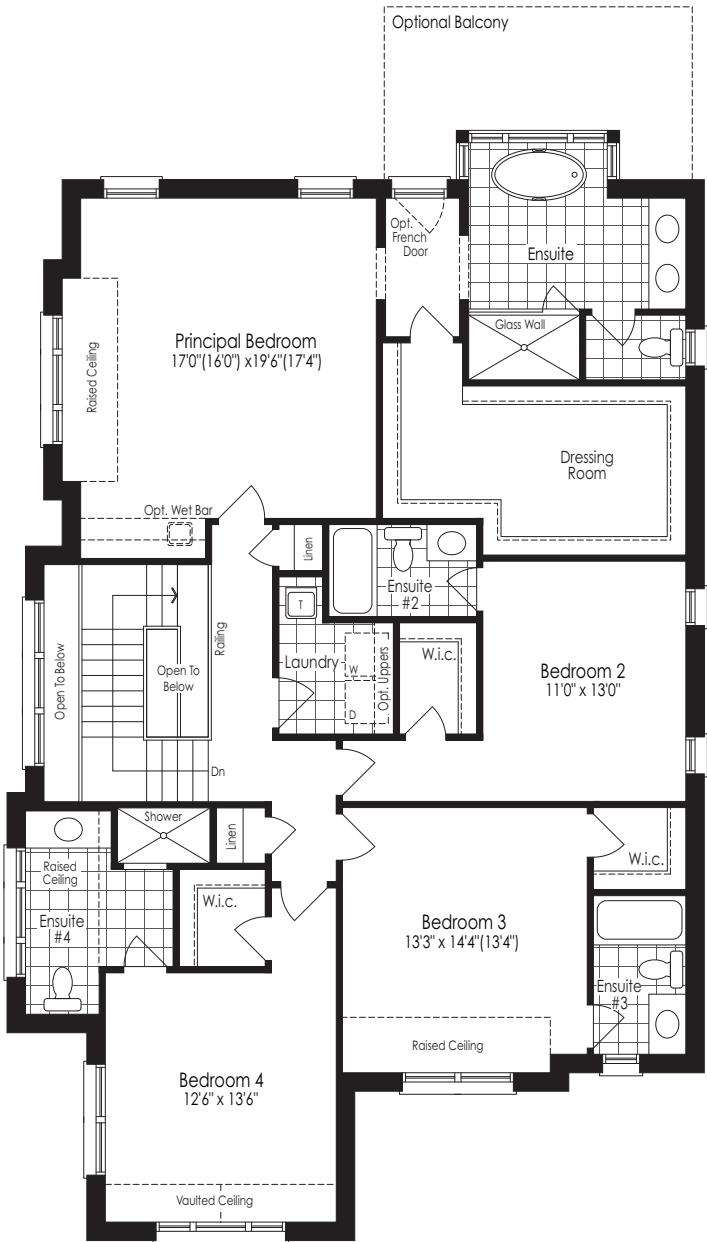 Optional Balcony
Opt.
French
Door
Ensuite
Glass Wall
Principal Bedroom
17'0"(16'0") x19'6"(17'4")
Raised Ceiling
Dressing
Room
Opt. Wet Bar
Linen
Ensuite
#2
T
Open To Below
Railing
Laundry
W
D
Opt. Uppers
W.i.c.
Open To
Below
Bedroom 2
11'0" x 13'0"
Dn
Shower
Linen
Raised
Ceiling
Ensuite
#4
W.i.c.
W.i.c.
Bedroom 3
13'3" x 14'4"(13'4")
Ensuite
#3
Raised Ceiling
Bedroom 4
12'6" x 13'6"
Vaulted Ceiling